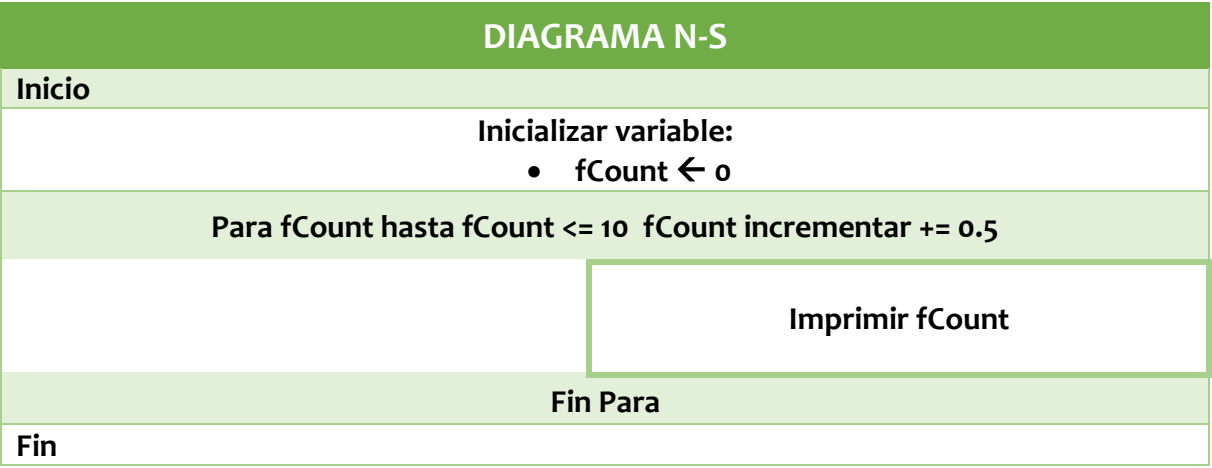 DIAGRAMA N-S
Inicio
Inicializar variable:
• fCount ← 0
Para fCount hasta fCount <= 10 fCount incrementar += 0.5
Imprimir fCount
Fin Para
Fin